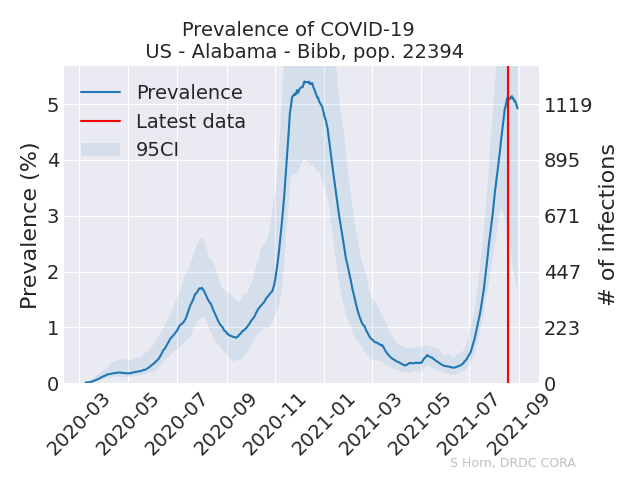 Prevalence of COVID-19
US - Alabama - Bibb, pop. 22394
Prevalence
Latest data
95CI
Prevalence (%)
5
4
3
2
1
0
1119
895
671
447
223
0
# of infections
2020-03
2020-05
2020-07
2020-09
2020-11
2021-01
2021-03
2021-05
2021-07
2021-09
S Horn, DRDC CORA